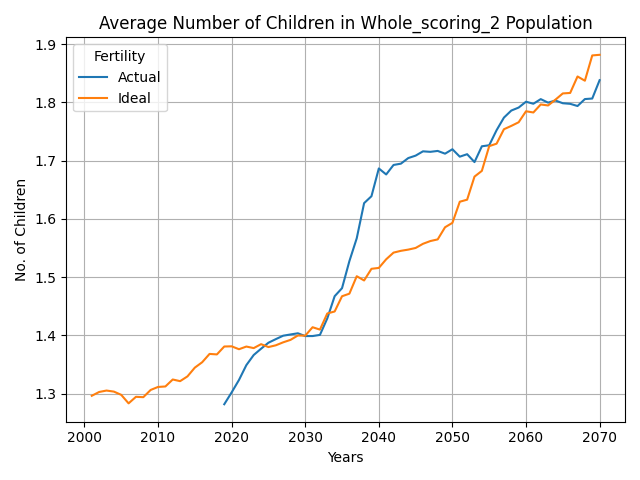 Average Number of Children in Whole_scoring_2 Population
Fertility
Actual
Ideal
No. of Children
1.9
1.8
1.7
1.6
1.5
1.4
1.3
2000 2010 2020 2030 2040 2050 2060 2070
Years